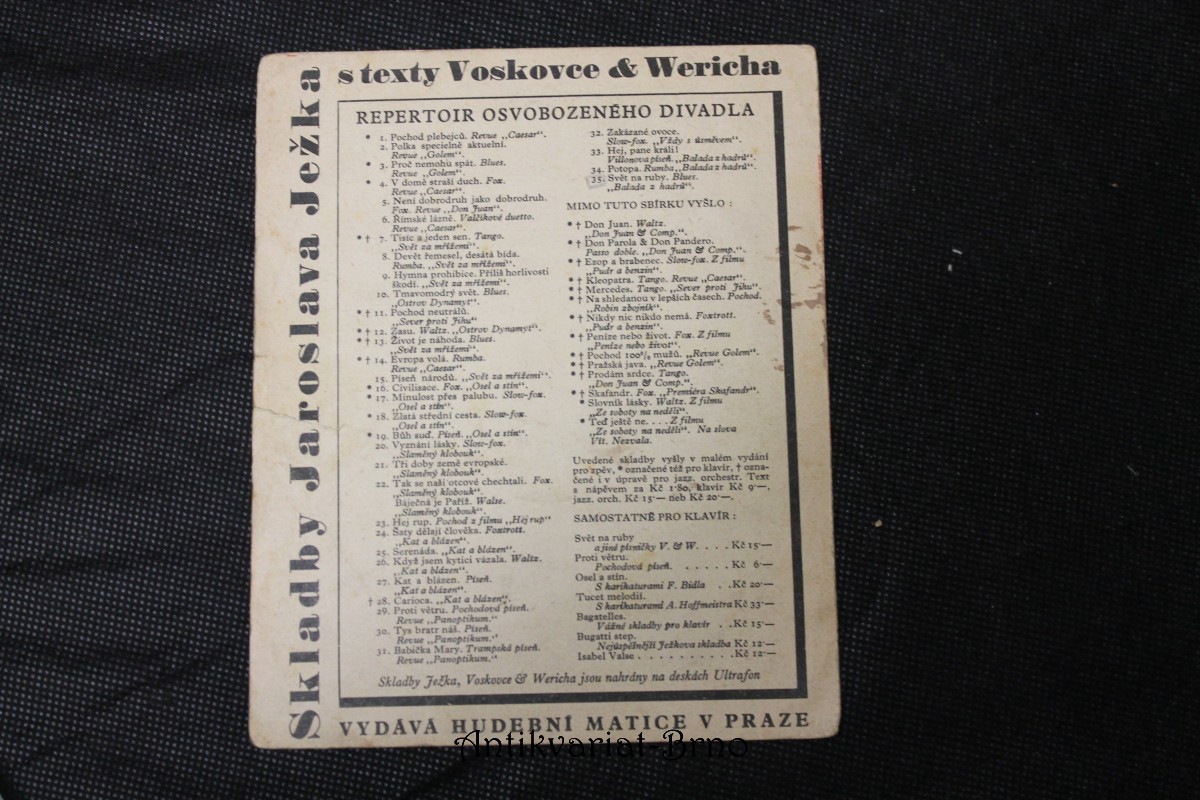 Skladby Jaroslava Ježka
s texty Voskovce & Wericha
REPERTOIR OSVOBOZENÉHO DIVADLA
* 1. Pochod plebejců. Revue „Caesar“.
2. Polka specielně aktuelní.
Revue „Golem“.
* 3. Proč nemohu spát. Blues.
Revue „Golem“.
* 4. V domě straší duch. Fox.
Revue „Caesar“.
5. Není dobrodruh jako dobrodruh.
Fox. Revue „Don Juan“.
6. Římské lázně. Valčíkové duetto.
Revue „Caesar“.
* † 7. Tisíc a jeden sen. Tango.
„Svět za mřížemi“.
8. Devět řemesel, desátá bída.
Rumba. „Svět za mřížemi“.
9. Hymna prohibice. Příliš horlivosti
škodí. „Svět za mřížemi“.
10. Tmavomodrý svět. Blues.
„Ostrov Dynamyt“.
* † 11. Pochod neutrálů.
„Sever proti Jihu“
* † 12. Žasu. Waltz. „Ostrov Dynamyt“.
* † 13. Život je náhoda. Blues.
„Svět za mřížemi“
* † 14. Evropa volá. Rumba.
Revue „Caesar“.
15. Píseň národů. „Svět za mřížemi“.
* 16. Civilisace. Fox. „Osel a stín“.
* 17. Minulost přes palubu. Slow-fox.
„Osel a stín“.
* 18. Zlatá střední cesta. Slow-fox.
„Osel a stín“.
* 19. Bůh suď. Píseň. „Osel a stín“.
20. Vyznání lásky. Slow-fox.
„Slaměný klobouk“.
21. Tři doby země evropské.
„Slaměný klobouk“.
22. Tak se naši otcové chechtali. Fox.
„Slaměný klobouk“.
Báječná je Paříž. Walse.
„Slaměný klobouk“.
23. Hej rup. Pochod z filmu „Hej rup“
24. Šaty dělají člověka. Foxtrott.
„Kat a blázen“.
25. Serenáda. „Kat a blázen“.
26. Když jsem kytici vázala. Waltz.
„Kat a blázen“.
27. Kat a blázen. Píseň.
„Kat a blázen“.
† 28. Carioca. „Kat a blázen“.
29. Proti větru. Pochodová píseň.
Revue „Panoptikum.“
30. Tys bratr náš. Píseň.
Revue „Panoptikum.“
31. Babička Mary. Trampská píseň.
Revue „Panoptikum.“
32. Zakázané ovoce.
Slow-fox. „Vždy s úsměvem“.
33. Hej, pane králi!
Villonova píseň. „Balada z hadrů“.
34. Potopa. Rumba „Balada z hadrů“.
35. Svět na ruby. Blues.
„Balada z hadrů“.
MIMO TUTO SBÍRKU VYŠLO :
* † Don Juan. Waltz.
„Don Juan & Comp.“.
* † Don Parola & Don Pandero.
Passo doble. „Don Juan & Comp.“.
* † Ezop a brabenec. Slow-fox. Z filmu
„Pudr a benzin“.
* † Kleopatra. Tango. Revue „Caesar“.
* † Mercedes. Tango. „Sever proti Jihu“.
* † Na shledanou v lepších časech. Pochod.
„Robin zbojník“.
* † Nikdy nic nikdo nemá. Foxtrott.
„Pudr a benzin“.
* † Peníze nebo život. Fox. Z filmu
„Peníze nebo život“.
* † Pochod 100% mužů. „Revue Golem“.
* † Pražská java. „Revue Golem“.
* † Prodám srdce. Tango.
„Don Juan & Comp.“.
* † Skafandr. Fox. „Premiéra Skafandr“.
* Slovník lásky. Waltz. Z filmu
„Ze soboty na neděli“.
* Teď ještě ne. . . . Z filmu
„Ze soboty na neděli“. Na slova
Vít. Nezvala.
Uvedené skladby vyšly v malém vydání
pro zpěv, * označené též pro klavír, † ozna-
čené i v úpravě pro jazz. orchestr. Text
s nápěvem za Kč 1·80, klavír Kč 9·—,
jazz. orch. Kč 15·— neb Kč 20·—.
SAMOSTATNĚ PRO KLAVÍR :
Svět na ruby
a jiné písničky V. & W. . . . . Kč 15·—
Proti větru.
Pochodová píseň. . . . . . Kč 6·—
Osel a stín.
S karikaturami F. Bidla . . Kč 20·—
Tucet melodií.
S karikaturami A. Hoffmeistra Kč 33·—
Bagatelles.
Vážné skladby pro klavír . . Kč 15·—
Bugatti step.
Nejúspěšnější Ježkova skladba Kč 12·—
Isabel Valse . . . . . . . . . . Kč 12·—
Skladby Ježka, Voskovce & Wericha jsou nahrány na deskách Ultrafon
VYDÁVÁ HUDEBNÍ MATICE V PRAZE
Antikvariat Brno